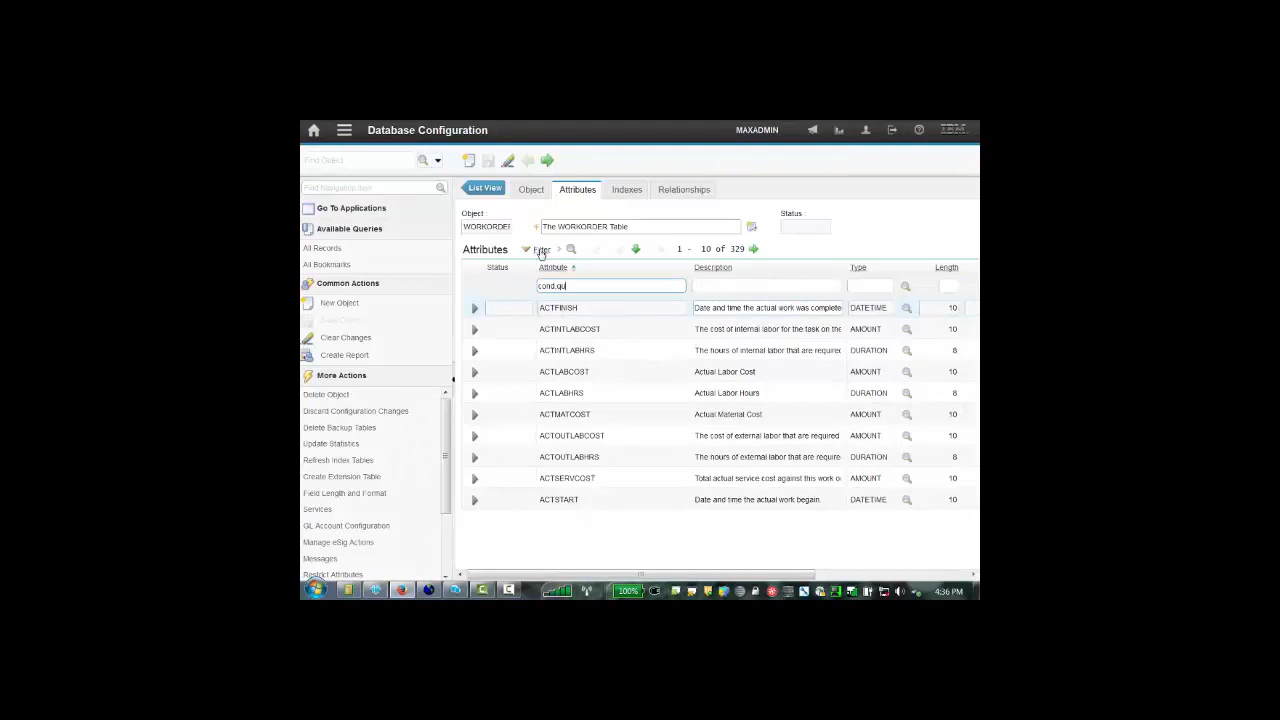 Database Configuration
MAXADMIN
IBM
Find Object
Find Navigation Item
List View
Object
Attributes
Indexes
Relationships
Go To Applications
Available Queries
All Records
All Bookmarks
Common Actions
New Object
Clear Changes
Create Report
More Actions
Delete Object
Discard Configuration Changes
Delete Backup Tables
Update Statistics
Refresh Index Tables
Create Extension Table
Field Length and Format
Services
GL Account Configuration
Manage eSig Actions
Messages
Restrict Attributes
Object :
Status :
WORKORDER
The WORKORDER Table
Attributes Filter 1 - 10 of 329
Status Attribute Description Type Length
cond.qu
ACTFINISH Date and time the actual work was complete DATETIME 10
ACTINTLABCOST The cost of internal labor for the task on the AMOUNT 10
ACTINTLABHRS The hours of internal labor that are required DURATION 8
ACTLABCOST Actual Labor Cost AMOUNT 10
ACTLABHRS Actual Labor Hours DURATION 8
ACTMATCOST Actual Material Cost AMOUNT 10
ACTOUTLABCOST The cost of external labor that are required AMOUNT 10
ACTOUTLABHRS The hours of external labor that are require DURATION 8
ACTSERVCOST Total actual service cost against this work o AMOUNT 10
ACTSTART Date and time the actual work began. DATETIME 10
100%
4:36 PM